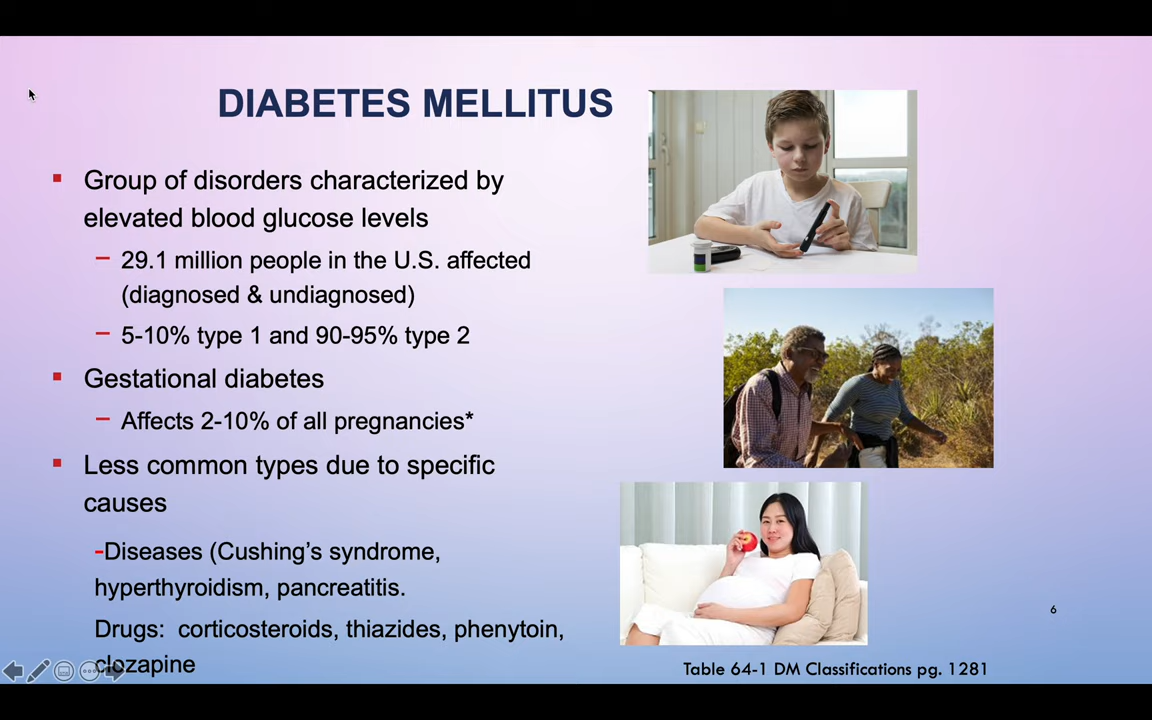 DIABETES MELLITUS
▪ Group of disorders characterized by
elevated blood glucose levels
– 29.1 million people in the U.S. affected
(diagnosed & undiagnosed)
– 5-10% type 1 and 90-95% type 2
▪ Gestational diabetes
– Affects 2-10% of all pregnancies*
▪ Less common types due to specific
causes
-Diseases (Cushing’s syndrome,
hyperthyroidism, pancreatitis.
Drugs:  corticosteroids, thiazides, phenytoin,
clozapine
6
Table 64-1 DM Classifications pg. 1281